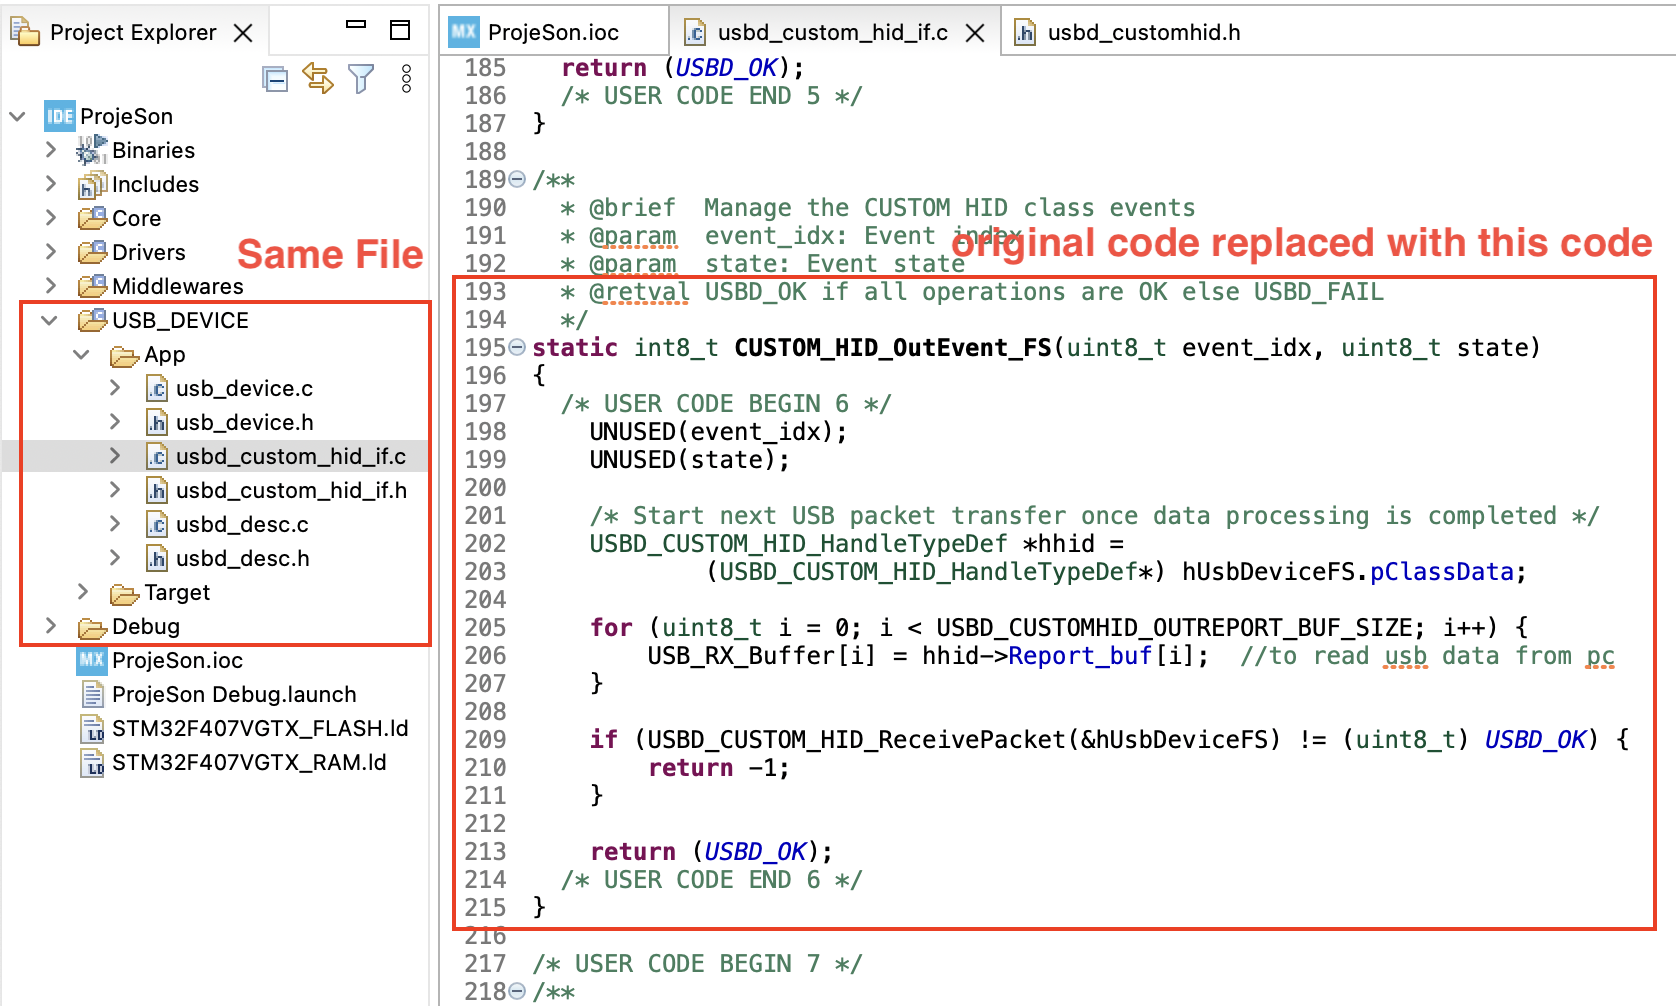 Project Explorer
ProjeSon
Binaries
Includes
Core
Drivers
Middlewares
USB_DEVICE
App
usb_device.c
usb_device.h
usbd_custom_hid_if.c
usbd_custom_hid_if.h
usbd_desc.c
usbd_desc.h
Target
Debug
ProjeSon.ioc
ProjeSon Debug.launch
STM32F407VGTX_FLASH.ld
STM32F407VGTX_RAM.ld
Same File
ProjeSon.ioc
usbd_custom_hid_if.c
usbd_customhid.h
185 return (USBD_OK);
186 /* USER CODE END 5 */
187 }
188
189 /**
190 * @brief Manage the CUSTOM HID class events
191 * @param event_idx: Event index
192 * @param state: Event state
original code replaced with this code
193 * @retval USBD_OK if all operations are OK else USBD_FAIL
194 */
195 static int8_t CUSTOM_HID_OutEvent_FS(uint8_t event_idx, uint8_t state)
196 {
197 /* USER CODE BEGIN 6 */
198 UNUSED(event_idx);
199 UNUSED(state);
200
201 /* Start next USB packet transfer once data processing is completed */
202 USBD_CUSTOM_HID_HandleTypeDef *hhid =
203 (USBD_CUSTOM_HID_HandleTypeDef*) hUsbDeviceFS.pClassData;
204
205 for (uint8_t i = 0; i < USBD_CUSTOMHID_OUTREPORT_BUF_SIZE; i++) {
206 USB_RX_Buffer[i] = hhid->Report_buf[i]; //to read usb data from pc
207 }
208
209 if (USBD_CUSTOM_HID_ReceivePacket(&hUsbDeviceFS) != (uint8_t) USBD_OK) {
210 return -1;
211 }
212
213 return (USBD_OK);
214 /* USER CODE END 6 */
215 }
216
217 /* USER CODE BEGIN 7 */
218 /**